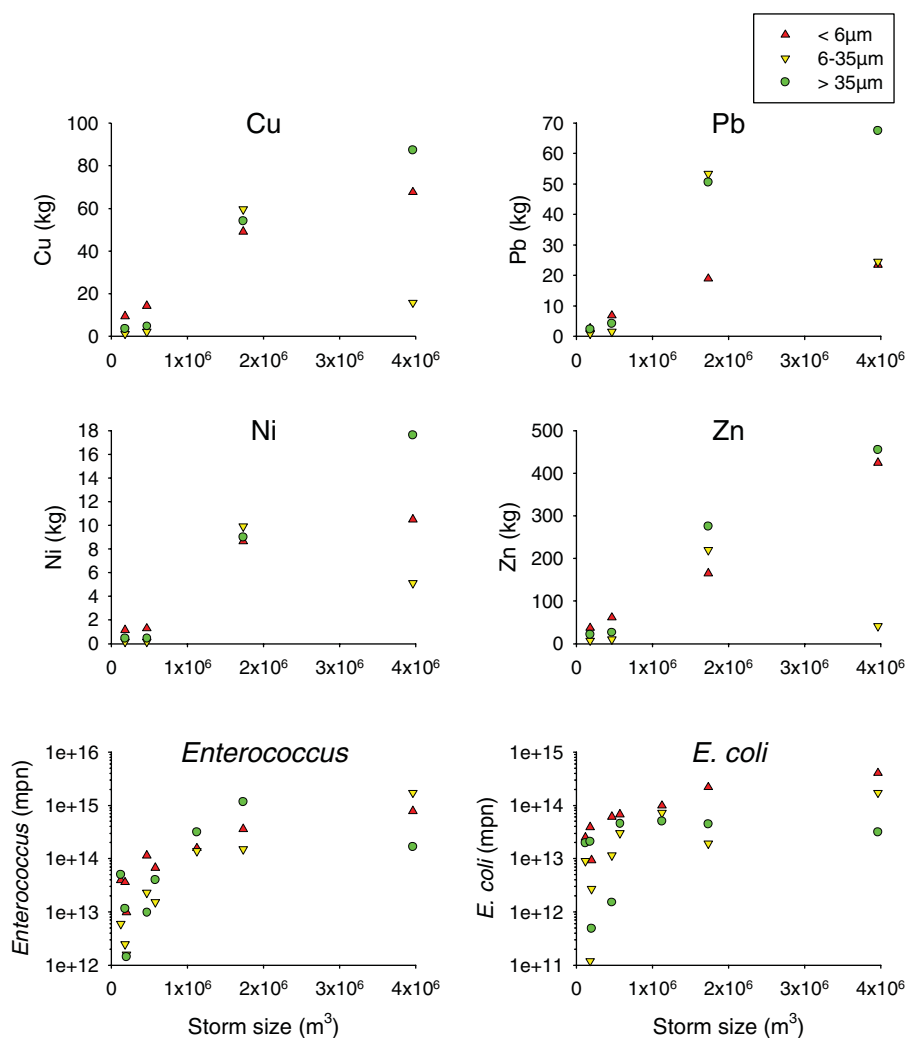 < 6µm
6-35µm
> 35µm
Cu
Cu (kg)
100
80
60
40
20
0
0 1x10⁶ 2x10⁶ 3x10⁶ 4x10⁶
Pb
Pb (kg)
70
60
50
40
30
20
10
0
0 1x10⁶ 2x10⁶ 3x10⁶ 4x10⁶
Ni
Ni (kg)
18
16
14
12
10
8
6
4
2
0
0 1x10⁶ 2x10⁶ 3x10⁶ 4x10⁶
Zn
Zn (kg)
500
400
300
200
100
0
0 1x10⁶ 2x10⁶ 3x10⁶ 4x10⁶
Enterococcus
Enterococcus (mpn)
1e+16
1e+15
1e+14
1e+13
1e+12
0 1x10⁶ 2x10⁶ 3x10⁶ 4x10⁶
Storm size (m³)
E. coli
E. coli (mpn)
1e+15
1e+14
1e+13
1e+12
1e+11
0 1x10⁶ 2x10⁶ 3x10⁶ 4x10⁶
Storm size (m³)